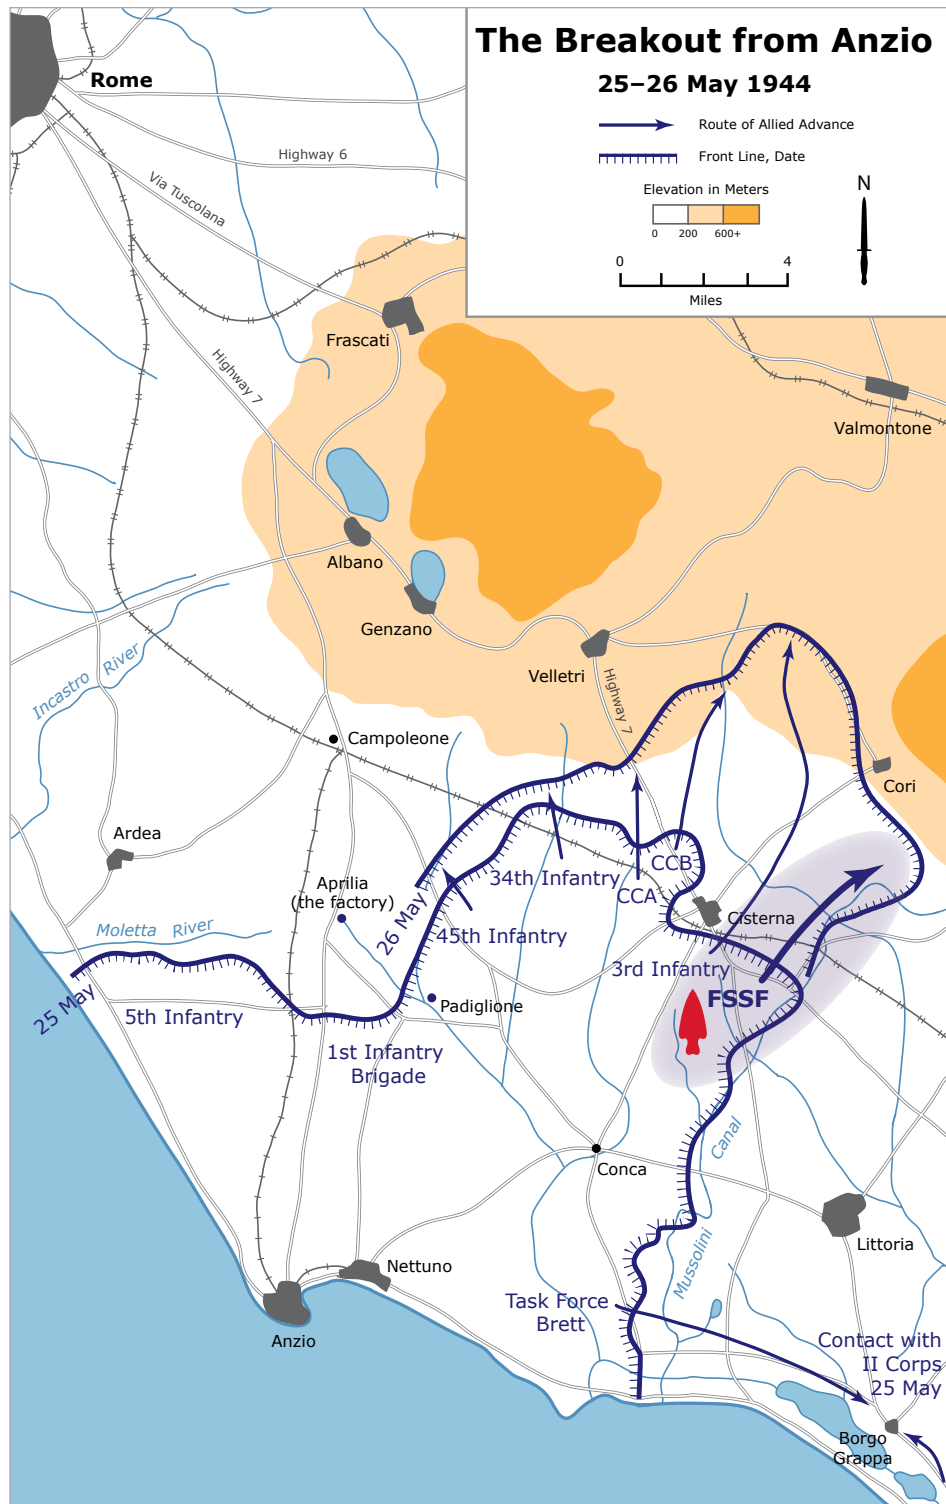 The Breakout from Anzio
25–26 May 1944
Route of Allied Advance
Front Line, Date
Elevation in Meters
0 200 600+
N
0 4
Miles
Rome
Highway 6
Via Tuscolana
Frascati
Highway 7
Valmontone
Albano
Genzano
Velletri
Highway 7
Incastro River
Campoleone
Cori
Ardea
CCB
34th Infantry
CCA
Aprilia
(the factory)
26 May
Cisterna
Moletta River
45th Infantry
3rd Infantry
25 May
FSSF
Padiglione
5th Infantry
1st Infantry
Brigade
Canal
Conca
Littoria
Mussolini
Nettuno
Task Force
Brett
Anzio
Contact with
II Corps
25 May
Borgo
Grappa